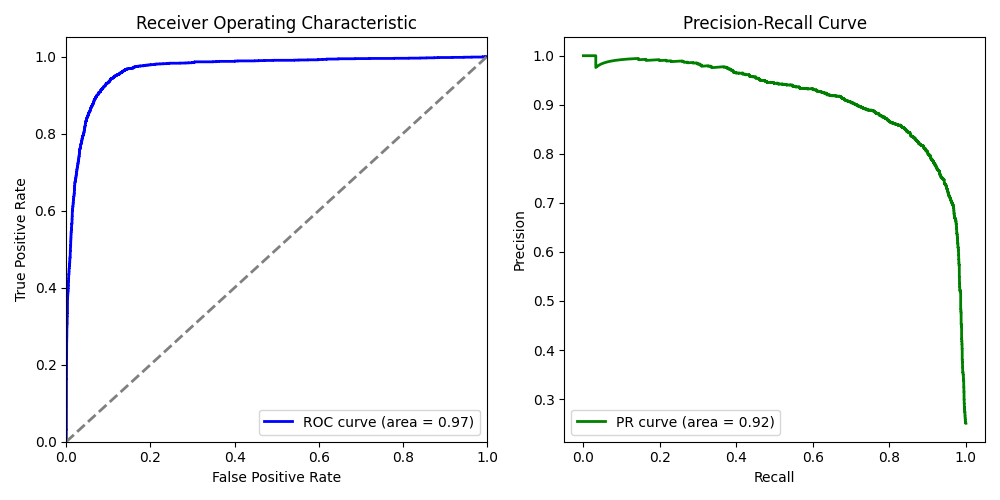 Receiver Operating Characteristic
1.0
0.8
0.6
0.4
0.2
0.0
True Positive Rate
0.0 0.2 0.4 0.6 0.8 1.0
False Positive Rate
ROC curve (area = 0.97)
Precision-Recall Curve
1.0
0.9
0.8
0.7
0.6
0.5
0.4
0.3
Precision
0.0 0.2 0.4 0.6 0.8 1.0
Recall
PR curve (area = 0.92)